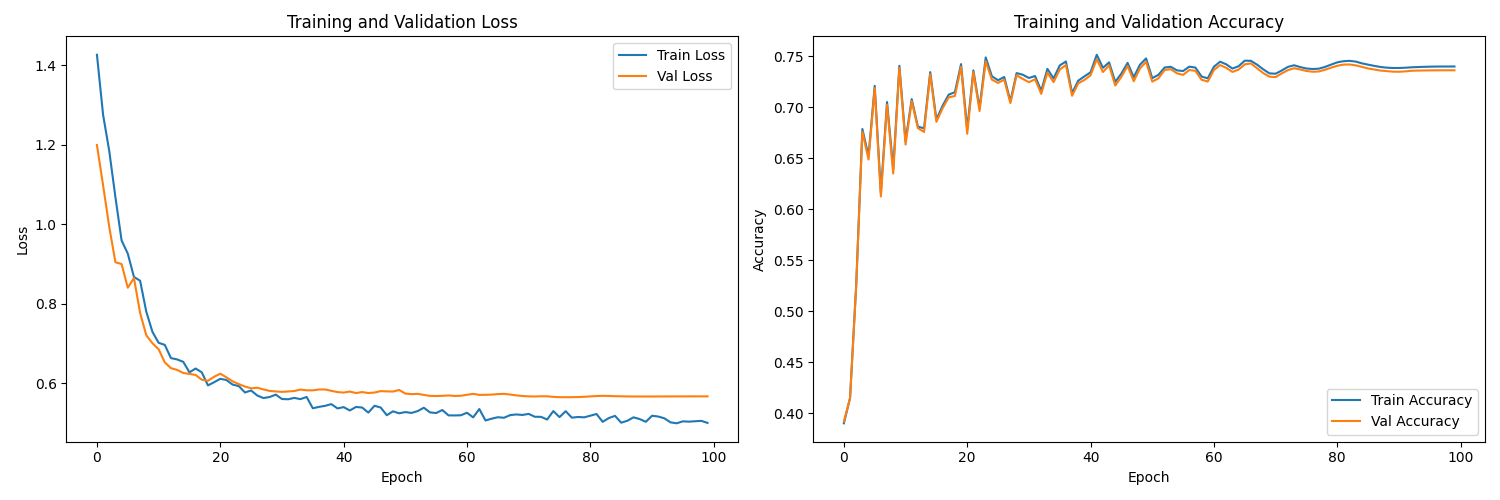 Training and Validation Loss
1.4
1.2
1.0
0.8
0.6
Loss
0
20
40
60
80
100
Epoch
Train Loss
Val Loss
Training and Validation Accuracy
0.75
0.70
0.65
0.60
0.55
0.50
0.45
0.40
Accuracy
0
20
40
60
80
100
Epoch
Train Accuracy
Val Accuracy